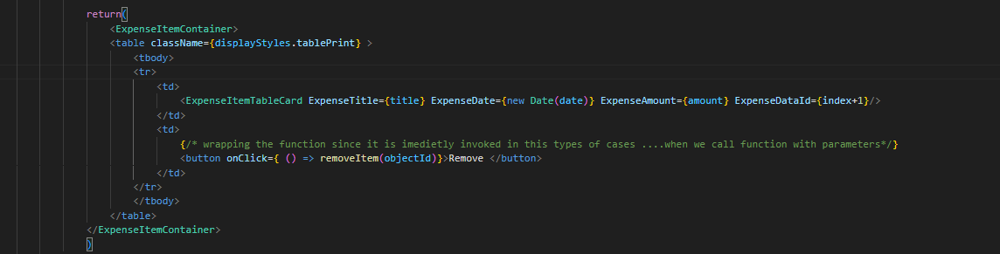 return(
<ExpenseItemContainer>
<table className={displayStyles.tablePrint} >
<tbody>
<tr>
<td>
<ExpenseItemTableCard ExpenseTitle={title} ExpenseDate={new Date(date)} ExpenseAmount={amount} ExpenseDataId={index+1}/>
</td>
<td>
{/* wrapping the function since it is imedietly invoked in this types of cases ....when we call function with parameters*/}
<button onClick={ () => removeItem(objectId)}>Remove </button>
</td>
</tr>
</tbody>
</table>
</ExpenseItemContainer>
)